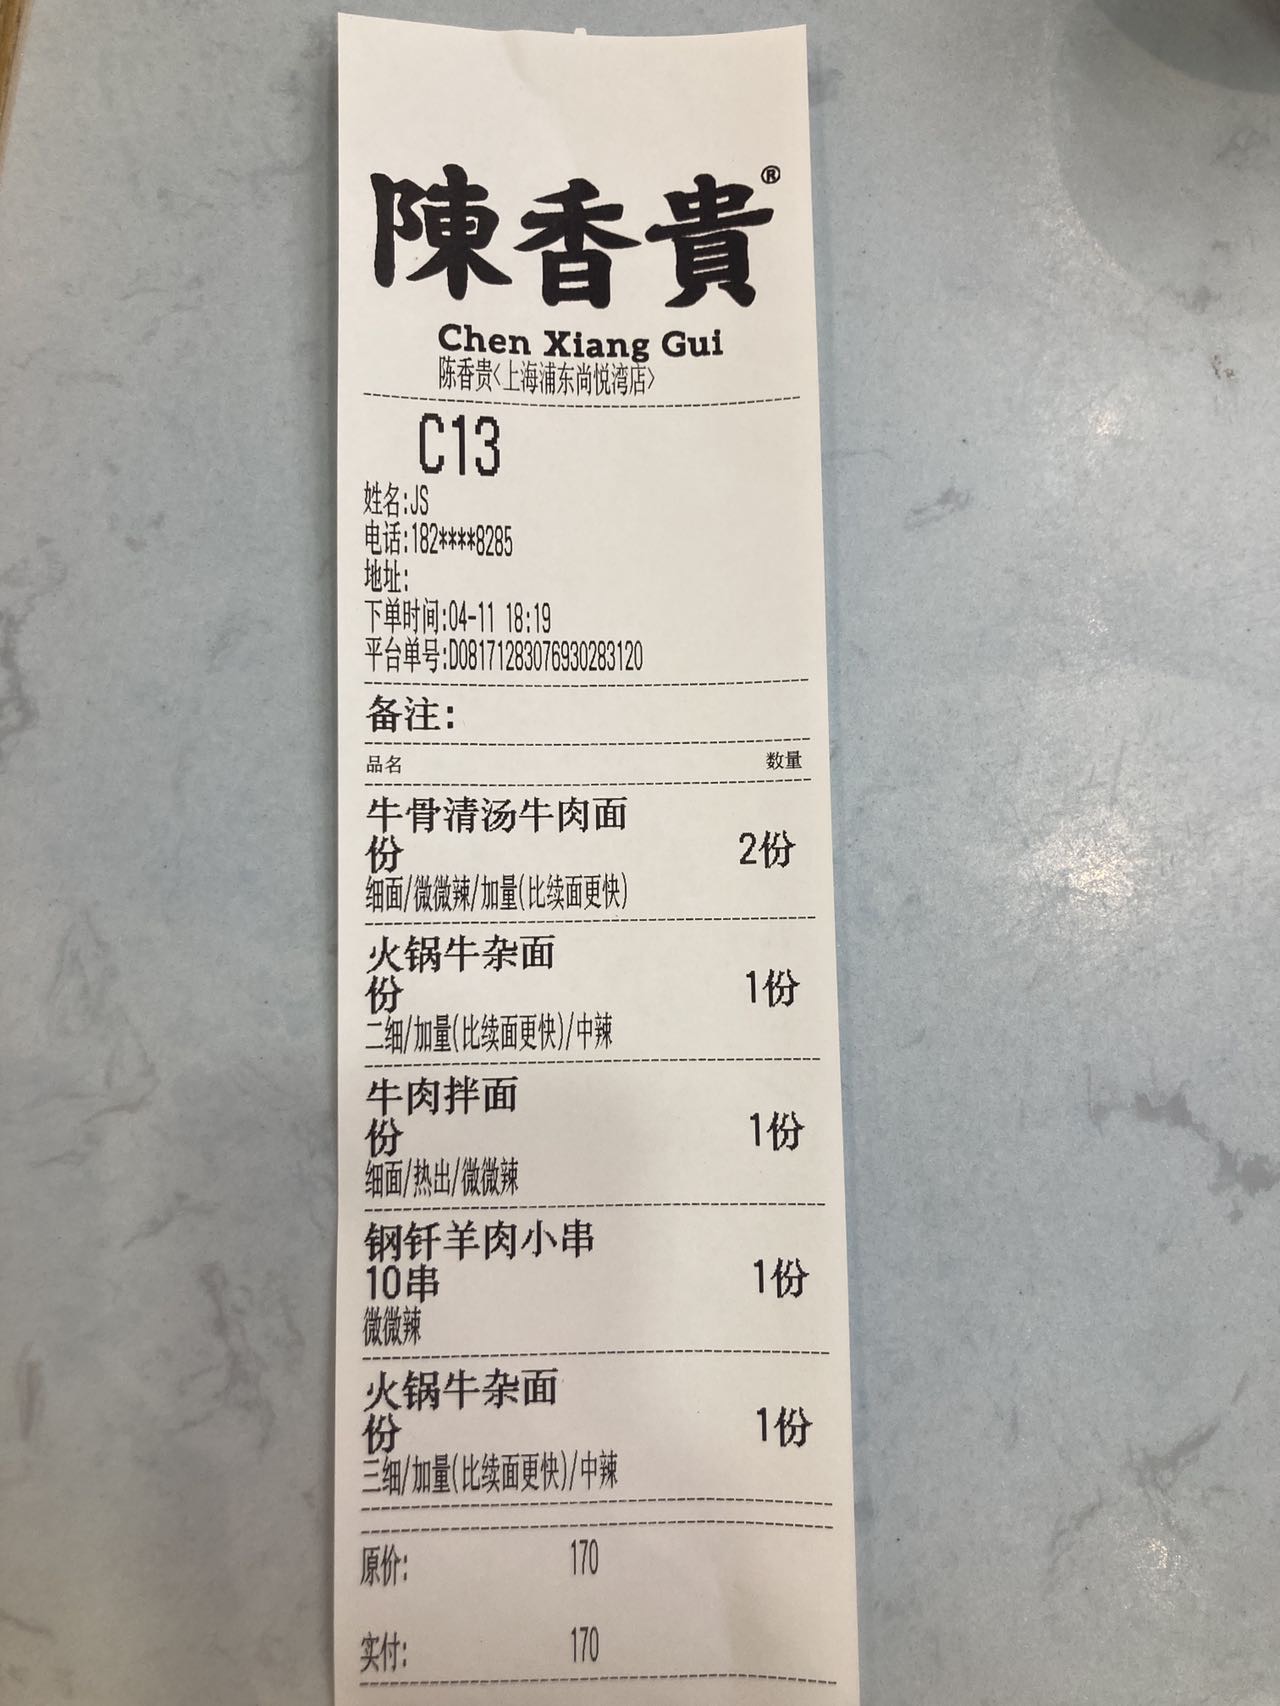 陳香貴®
Chen Xiang Gui
陈香贵<上海浦东尚悦湾店>
C13
姓名:JS
电话:182****8285
地址:
下单时间:04-11 18:19
平台单号:D08171283076930283120
备注:
品名 数量
牛骨清汤牛肉面
份 2份
细面/微微辣/加量(比续面更快)
火锅牛杂面
份 1份
二细/加量(比续面更快)/中辣
牛肉拌面
份 1份
细面/热出/微微辣
钢钎羊肉小串
10串 1份
微微辣
火锅牛杂面
份 1份
三细/加量(比续面更快)/中辣
原价: 170
实付: 170